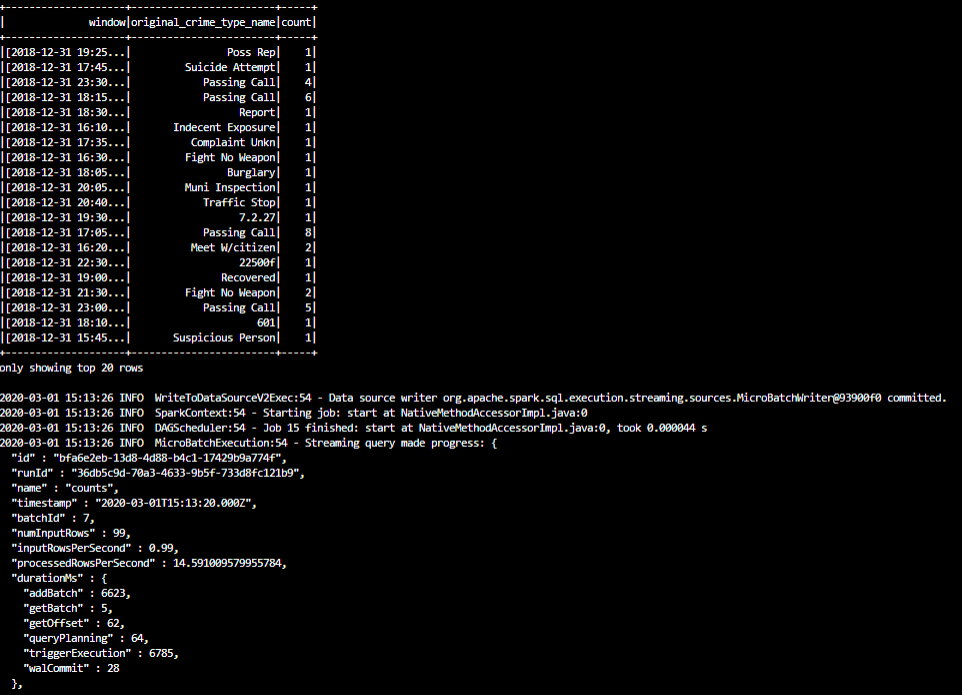 +------------------+------------------------+-----+
|            window|original_crime_type_name|count|
+------------------+------------------------+-----+
|[2018-12-31 19:25...|                Poss Rep|    1|
|[2018-12-31 17:45...|         Suicide Attempt|    1|
|[2018-12-31 23:30...|            Passing Call|    4|
|[2018-12-31 18:15...|            Passing Call|    6|
|[2018-12-31 18:30...|                  Report|    1|
|[2018-12-31 16:10...|       Indecent Exposure|    1|
|[2018-12-31 17:35...|          Complaint Unkn|    1|
|[2018-12-31 16:30...|         Fight No Weapon|    1|
|[2018-12-31 18:05...|                Burglary|    1|
|[2018-12-31 20:05...|         Muni Inspection|    1|
|[2018-12-31 20:40...|            Traffic Stop|    1|
|[2018-12-31 19:30...|                  7.2.27|    1|
|[2018-12-31 17:05...|            Passing Call|    8|
|[2018-12-31 16:20...|          Meet W/citizen|    2|
|[2018-12-31 22:30...|                  22500f|    1|
|[2018-12-31 19:00...|               Recovered|    1|
|[2018-12-31 21:30...|         Fight No Weapon|    2|
|[2018-12-31 23:00...|            Passing Call|    5|
|[2018-12-31 18:10...|                     601|    1|
|[2018-12-31 15:45...|       Suspicious Person|    1|
+------------------+------------------------+-----+
only showing top 20 rows
2020-03-01 15:13:26 INFO  WriteToDataSourceV2Exec:54 - Data source writer org.apache.spark.sql.execution.streaming.sources.MicroBatchWriter@93900f0 committed.
2020-03-01 15:13:26 INFO  SparkContext:54 - Starting job: start at NativeMethodAccessorImpl.java:0
2020-03-01 15:13:26 INFO  DAGScheduler:54 - Job 15 finished: start at NativeMethodAccessorImpl.java:0, took 0.000044 s
2020-03-01 15:13:26 INFO  MicroBatchExecution:54 - Streaming query made progress: {
  "id" : "bfa6e2eb-13d8-4d88-b4c1-17429b9a774f",
  "runId" : "36db5c9d-70a3-4633-9b5f-733d8fc121b9",
  "name" : "counts",
  "timestamp" : "2020-03-01T15:13:20.000Z",
  "batchId" : 7,
  "numInputRows" : 99,
  "inputRowsPerSecond" : 0.99,
  "processedRowsPerSecond" : 14.591009579955784,
  "durationMs" : {
    "addBatch" : 6623,
    "getBatch" : 5,
    "getOffset" : 62,
    "queryPlanning" : 64,
    "triggerExecution" : 6785,
    "walCommit" : 28
  },